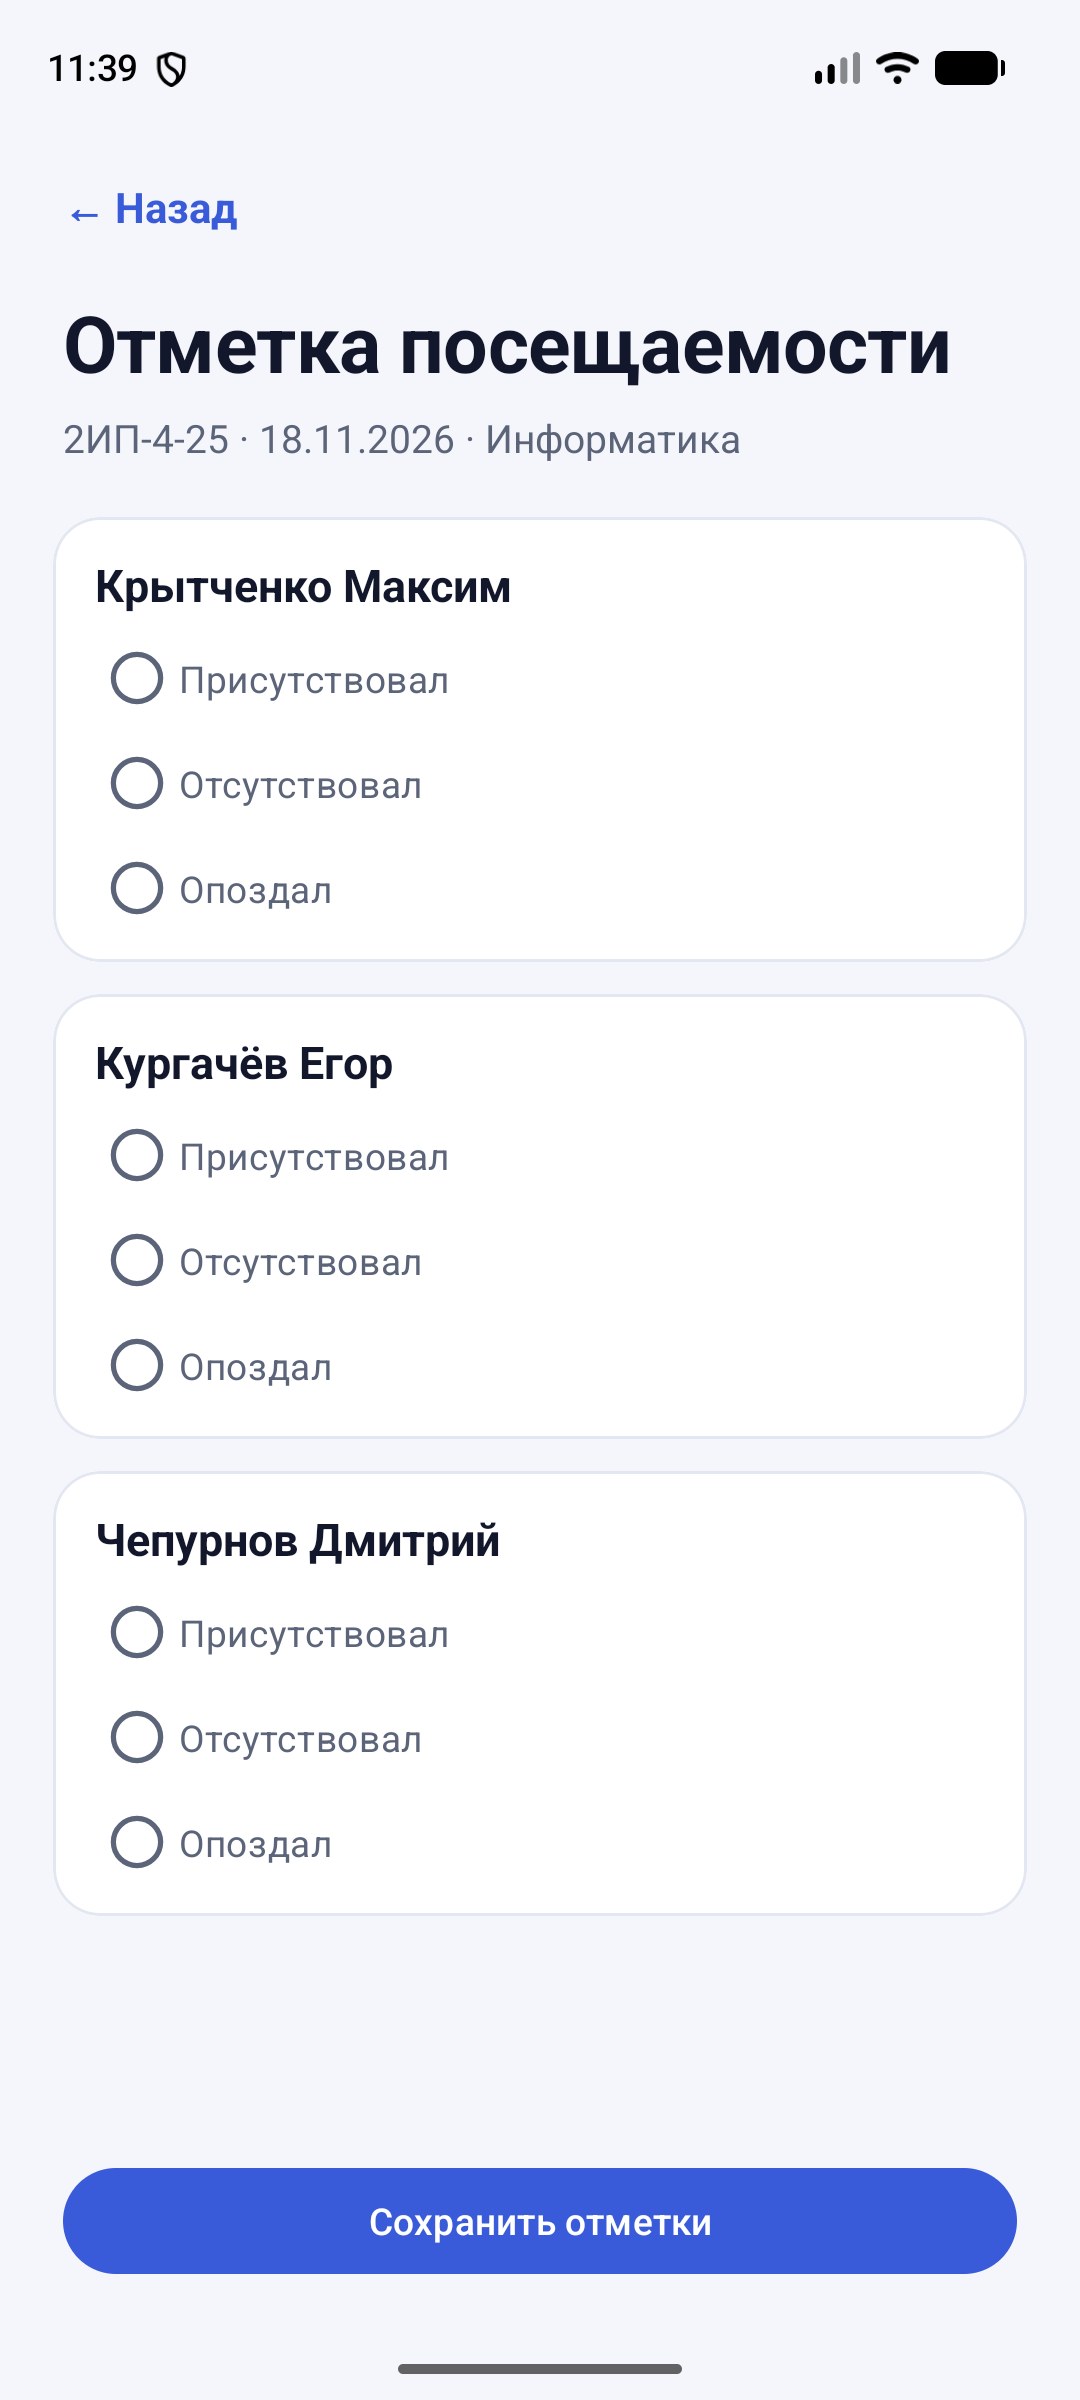 11:39
← Назад
Отметка посещаемости
2ИП-4-25 · 18.11.2026 · Информатика
Крытченко Максим
Присутствовал
Отсутствовал
Опоздал
Кургачёв Егор
Присутствовал
Отсутствовал
Опоздал
Чепурнов Дмитрий
Присутствовал
Отсутствовал
Опоздал
Сохранить отметки